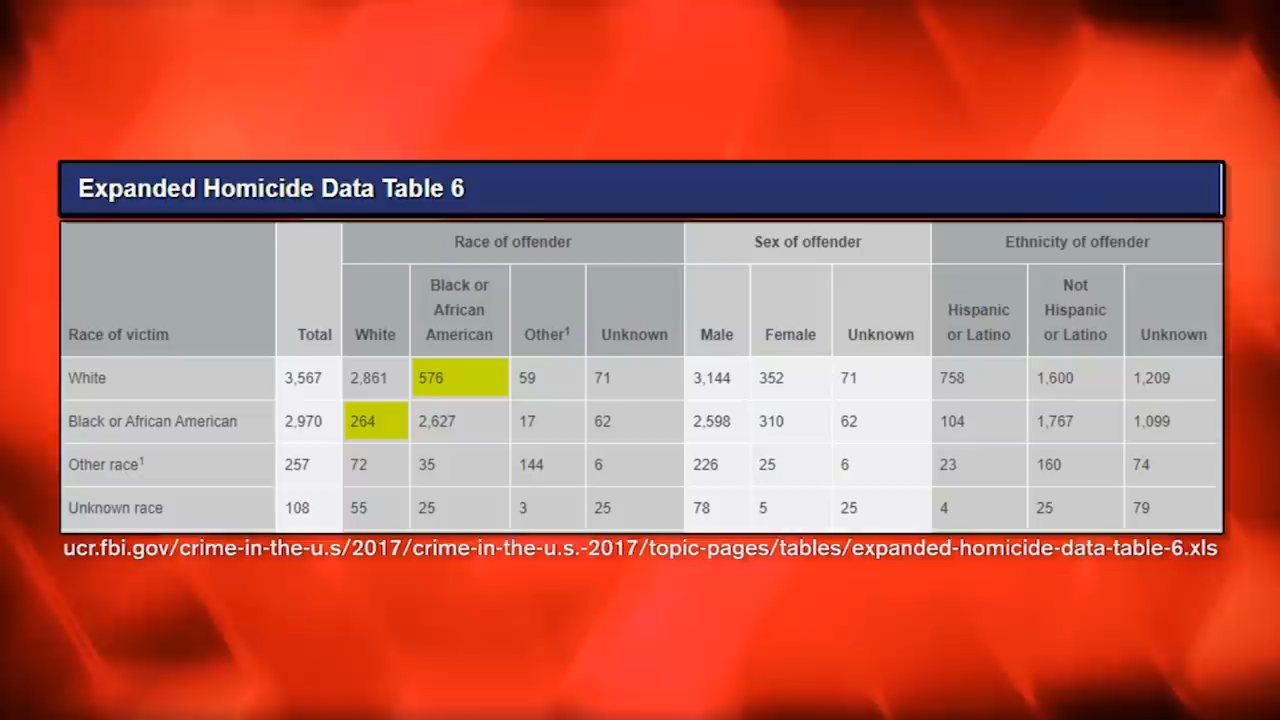 Expanded Homicide Data Table 6
Race of offender Sex of offender Ethnicity of offender
Race of victim Total White Black or African American Other¹ Unknown Male Female Unknown Hispanic or Latino Not Hispanic or Latino Unknown
White 3,567 2,861 576 59 71 3,144 352 71 758 1,600 1,209
Black or African American 2,970 264 2,627 17 62 2,598 310 62 104 1,767 1,099
Other race¹ 257 72 35 144 6 226 25 6 23 160 74
Unknown race 108 55 25 3 25 78 5 25 4 25 79
ucr.fbi.gov/crime-in-the-u.s/2017/crime-in-the-u.s.-2017/topic-pages/tables/expanded-homicide-data-table-6.xls